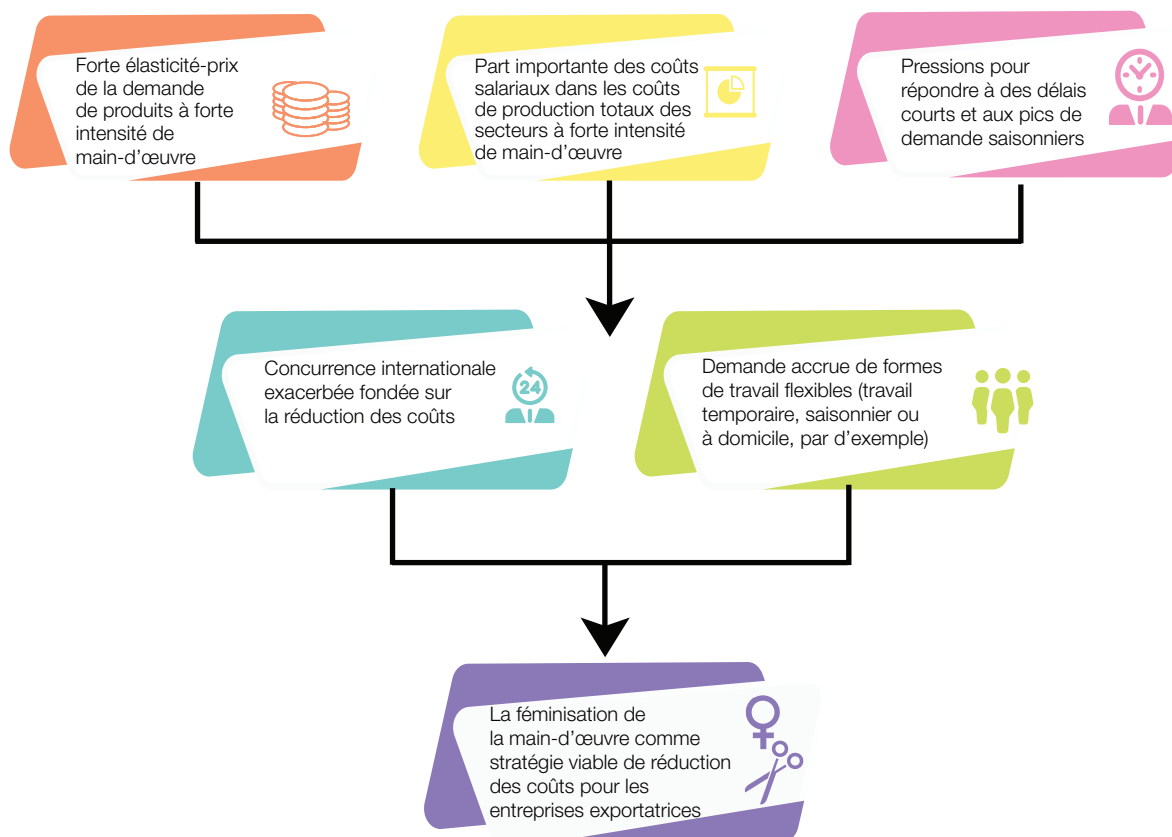 Forte élasticité-prix
de la demande
de produits à forte
intensité de
main-d'œuvre
Part importante des coûts
salariaux dans les coûts
de production totaux des
secteurs à forte intensité
de main-d'œuvre
Pressions pour
répondre à des délais
courts et aux pics de
demande saisonniers
Concurrence internationale
exacerbée fondée sur
la réduction des coûts
24
Demande accrue de formes
de travail flexibles (travail
temporaire, saisonnier ou
à domicile, par d'exemple)
La féminisation de
la main-d'œuvre comme
stratégie viable de réduction
des coûts pour les
entreprises exportatrices